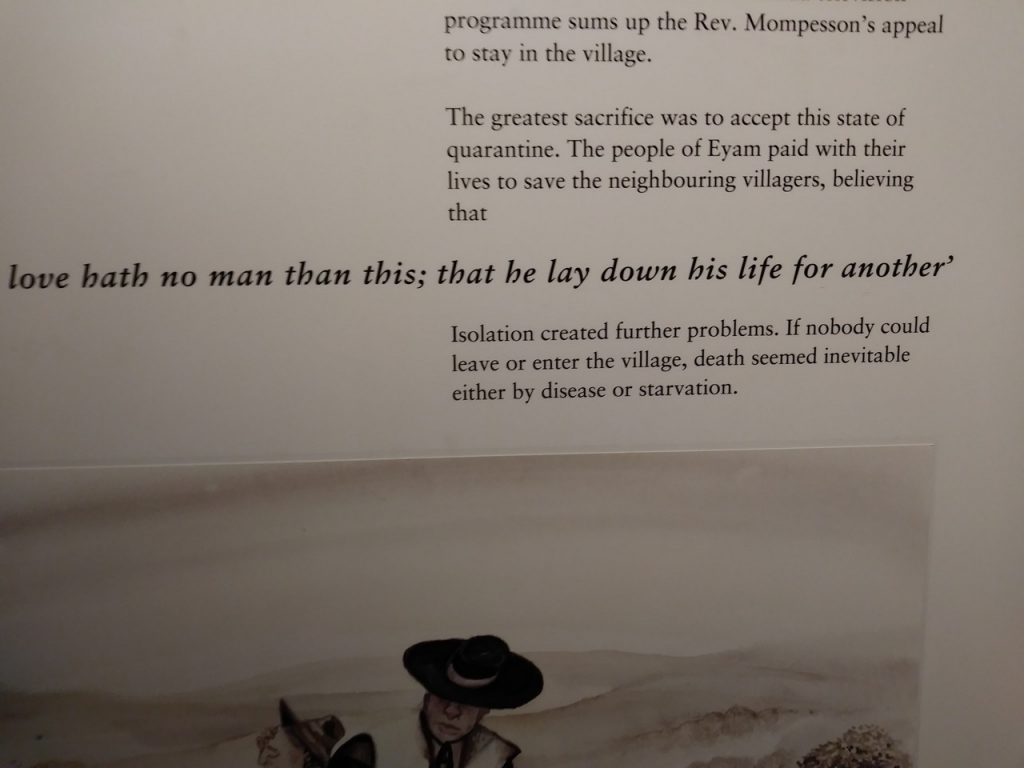 programme sums up the Rev. Mompesson's appeal
to stay in the village.
The greatest sacrifice was to accept this state of
quarantine. The people of Eyam paid with their
lives to save the neighbouring villagers, believing
that
love hath no man than this; that he lay down his life for another'
Isolation created further problems. If nobody could
leave or enter the village, death seemed inevitable
either by disease or starvation.